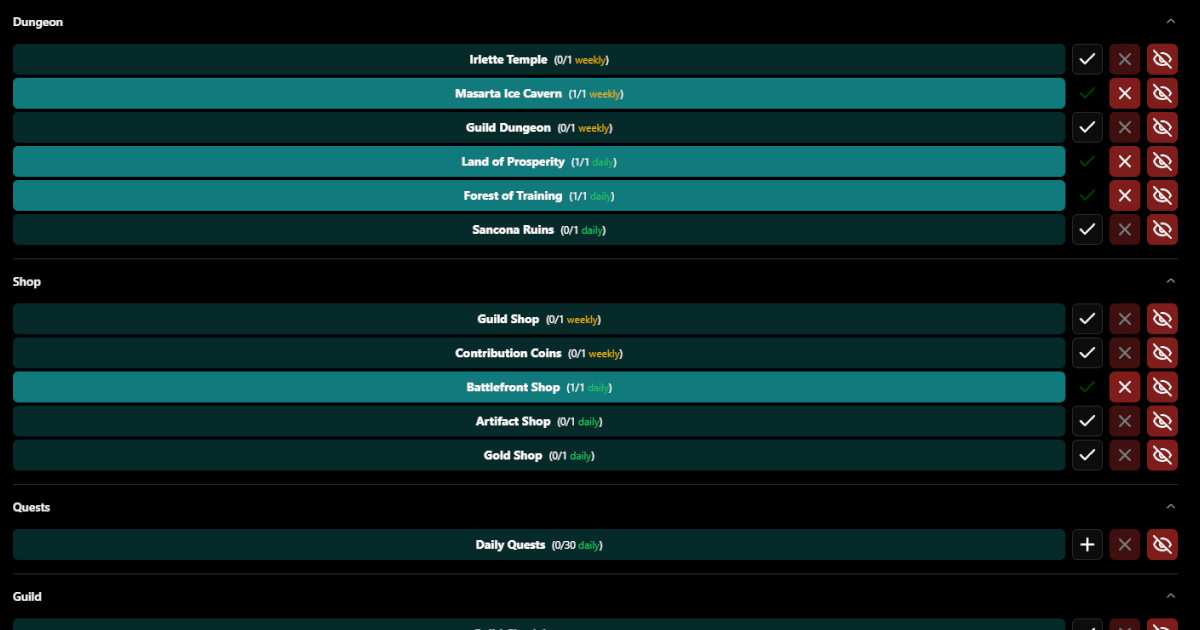 Dungeon
Irlette Temple (0/1 weekly)
Masarta Ice Cavern (1/1 weekly)
Guild Dungeon (0/1 weekly)
Land of Prosperity (1/1 daily)
Forest of Training (1/1 daily)
Sancona Ruins (0/1 daily)
Shop
Guild Shop (0/1 weekly)
Contribution Coins (0/1 weekly)
Battlefront Shop (1/1 daily)
Artifact Shop (0/1 daily)
Gold Shop (0/1 daily)
Quests
Daily Quests (0/30 daily)
Guild